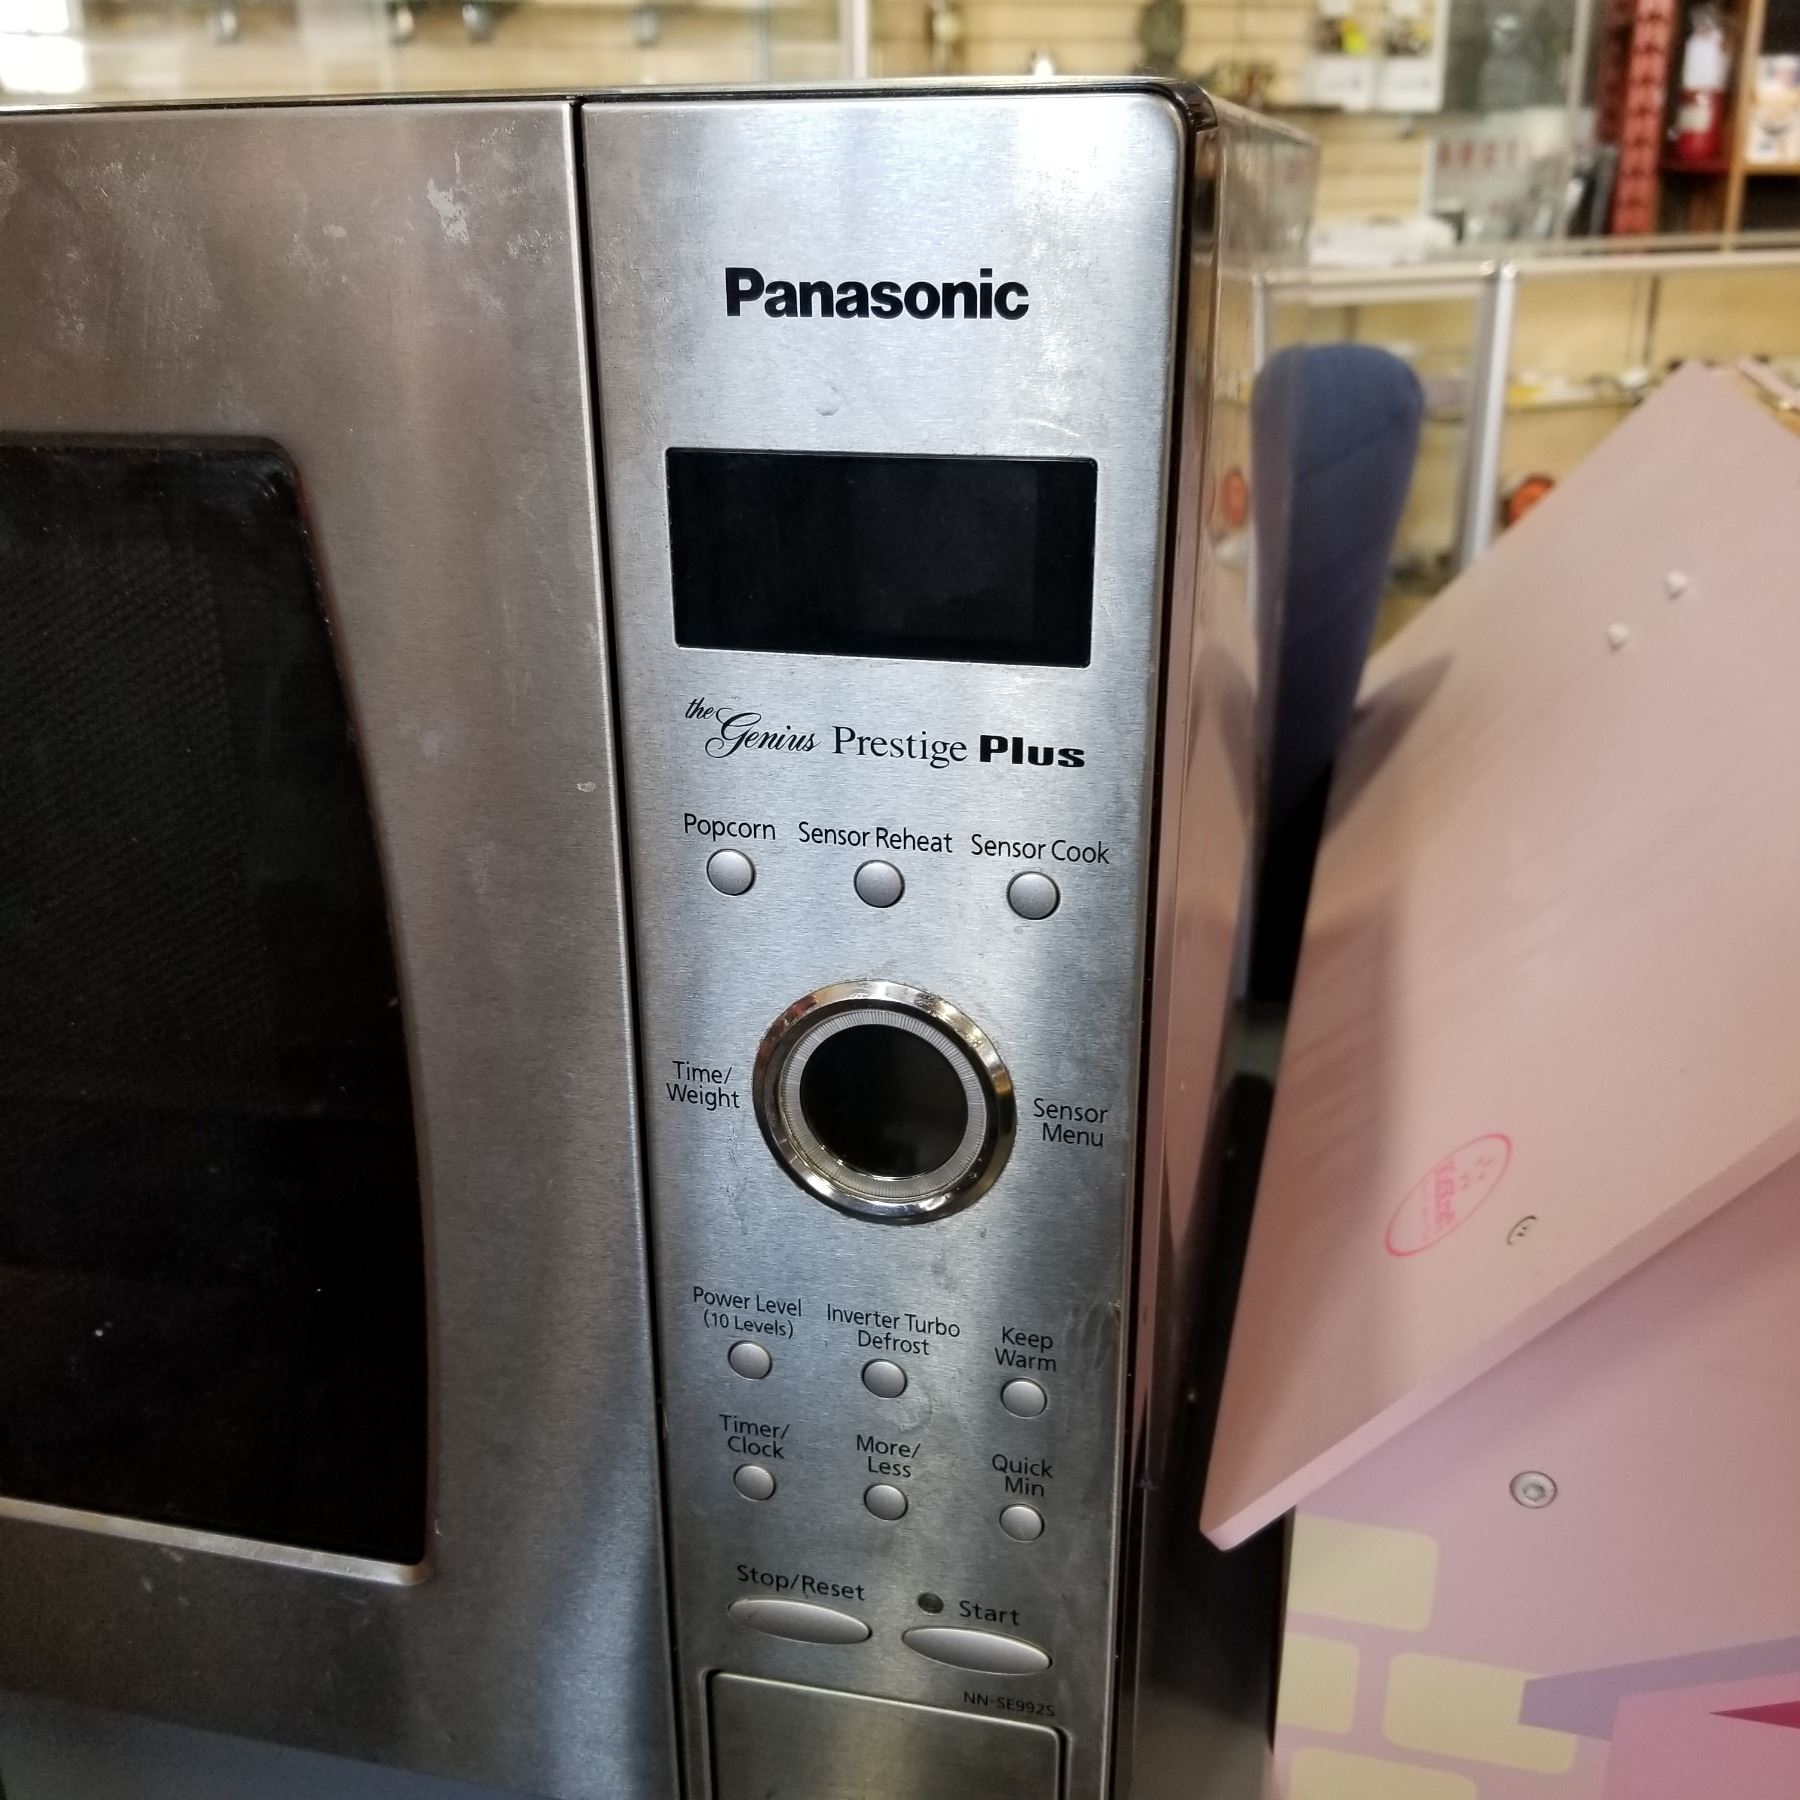 Panasonic
the Genius Prestige Plus
Popcorn Sensor Reheat Sensor Cook
Time/
Weight
Sensor
Menu
Power Level
(10 Levels)
Inverter Turbo
Defrost
Keep
Warm
Timer/
Clock
More/
Less
Quick
Min
Stop/Reset
Start
NN-SE992S